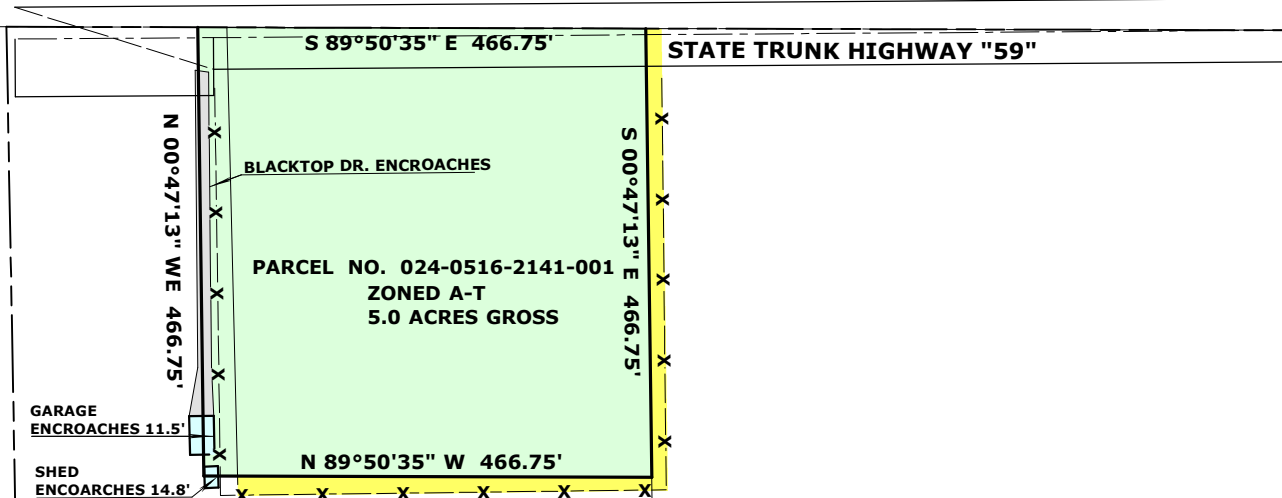 S 89°50'35" E 466.75'
STATE TRUNK HIGHWAY "59"
N 00°47'13" WE 466.75'
S 00°47'13" E 466.75'
BLACKTOP DR. ENCROACHES
PARCEL NO. 024-0516-2141-001
ZONED A-T
5.0 ACRES GROSS
GARAGE
ENCROACHES 11.5'
N 89°50'35" W 466.75'
SHED
ENCOARCHES 14.8'